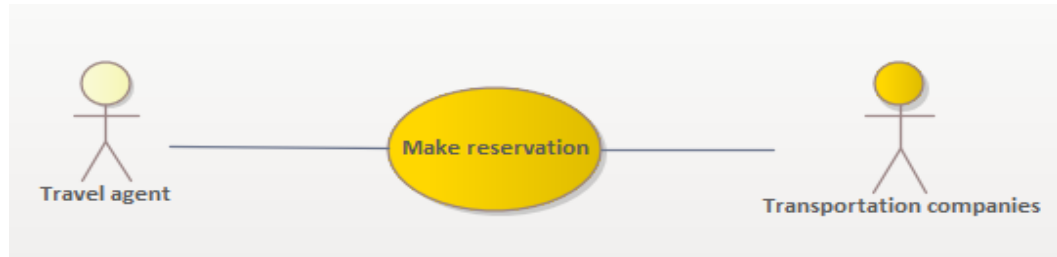 Make reservation
Travel agent
Transportation companies